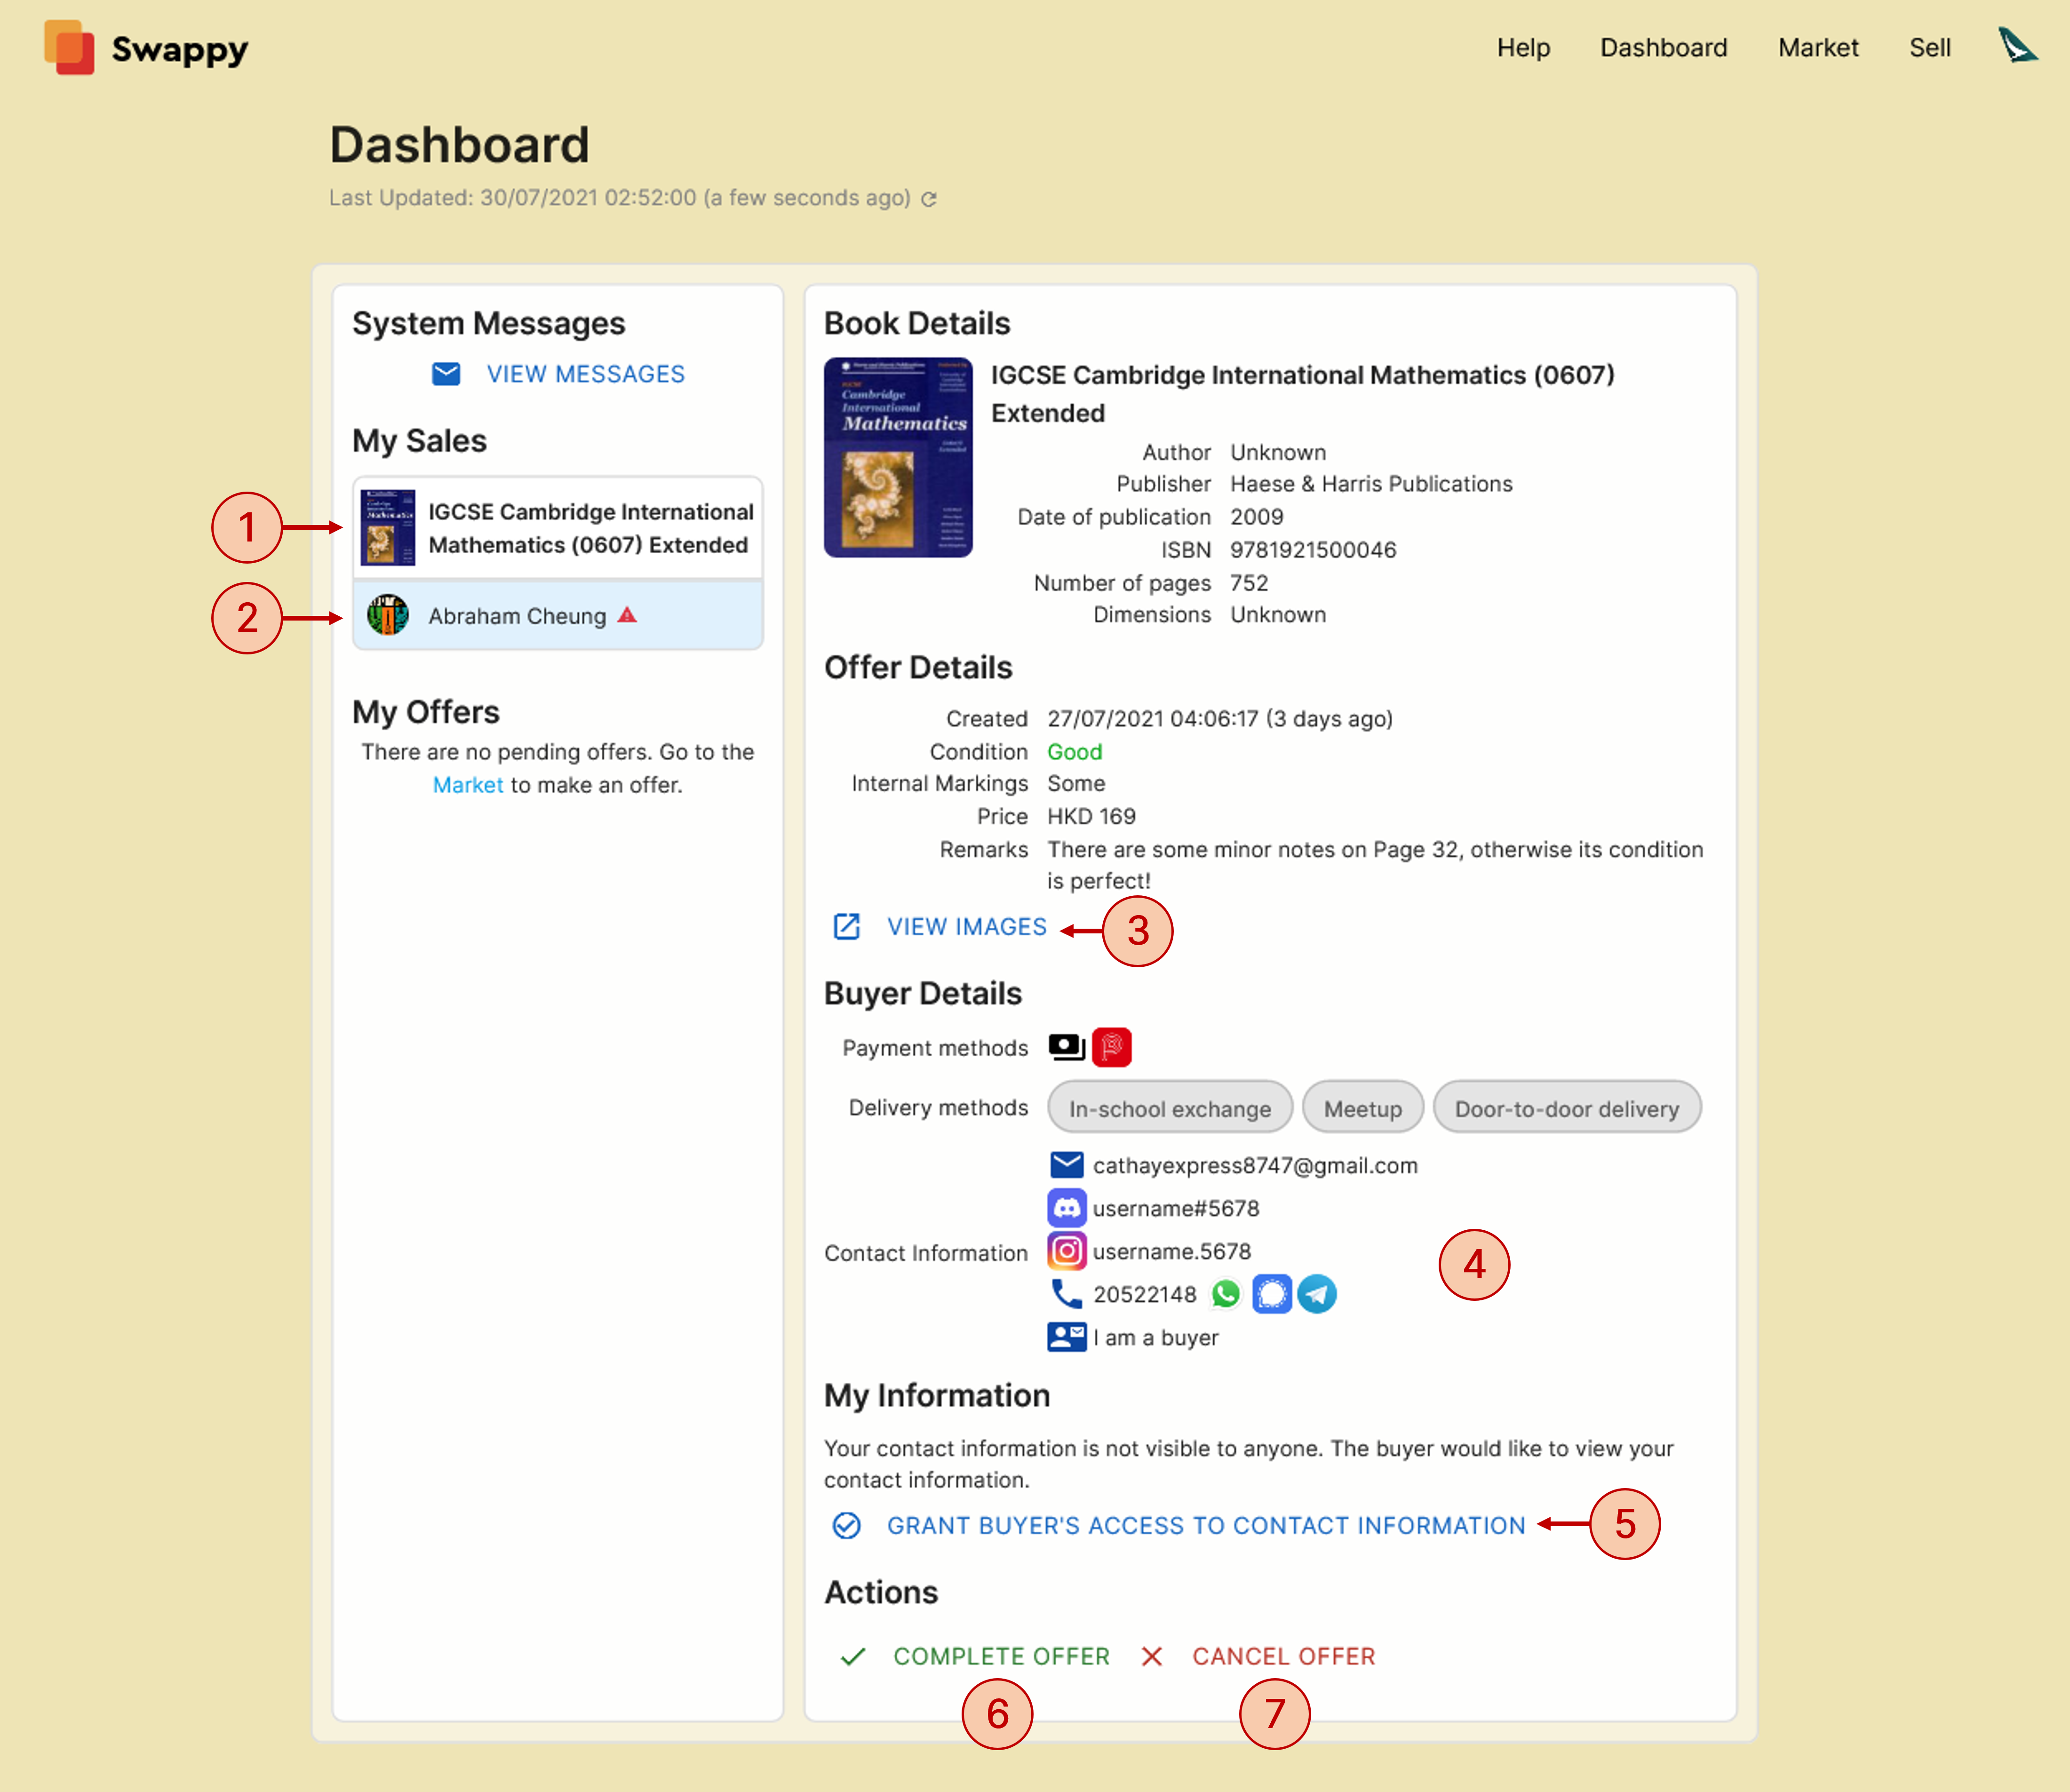 Swappy
Help
Dashboard
Market
Sell
Dashboard
Last Updated: 30/07/2021 02:52:00 (a few seconds ago)
System Messages
VIEW MESSAGES
My Sales
1
IGCSE Cambridge International
Mathematics (0607) Extended
2
Abraham Cheung
My Offers
There are no pending offers. Go to the
Market to make an offer.
Book Details
Cambridge
International
Mathematics
IGCSE Cambridge International Mathematics (0607)
Extended
Author Unknown
Publisher Haese & Harris Publications
Date of publication 2009
ISBN 9781921500046
Number of pages 752
Dimensions Unknown
Offer Details
Created 27/07/2021 04:06:17 (3 days ago)
Condition Good
Internal Markings Some
Price HKD 169
Remarks There are some minor notes on Page 32, otherwise its condition
is perfect!
VIEW IMAGES
3
Buyer Details
Payment methods
Delivery methods In-school exchange Meetup Door-to-door delivery
cathayexpress8747@gmail.com
username#5678
Contact Information username.5678
4
20522148
I am a buyer
My Information
Your contact information is not visible to anyone. The buyer would like to view your
contact information.
GRANT BUYER'S ACCESS TO CONTACT INFORMATION
5
Actions
COMPLETE OFFER
CANCEL OFFER
6
7